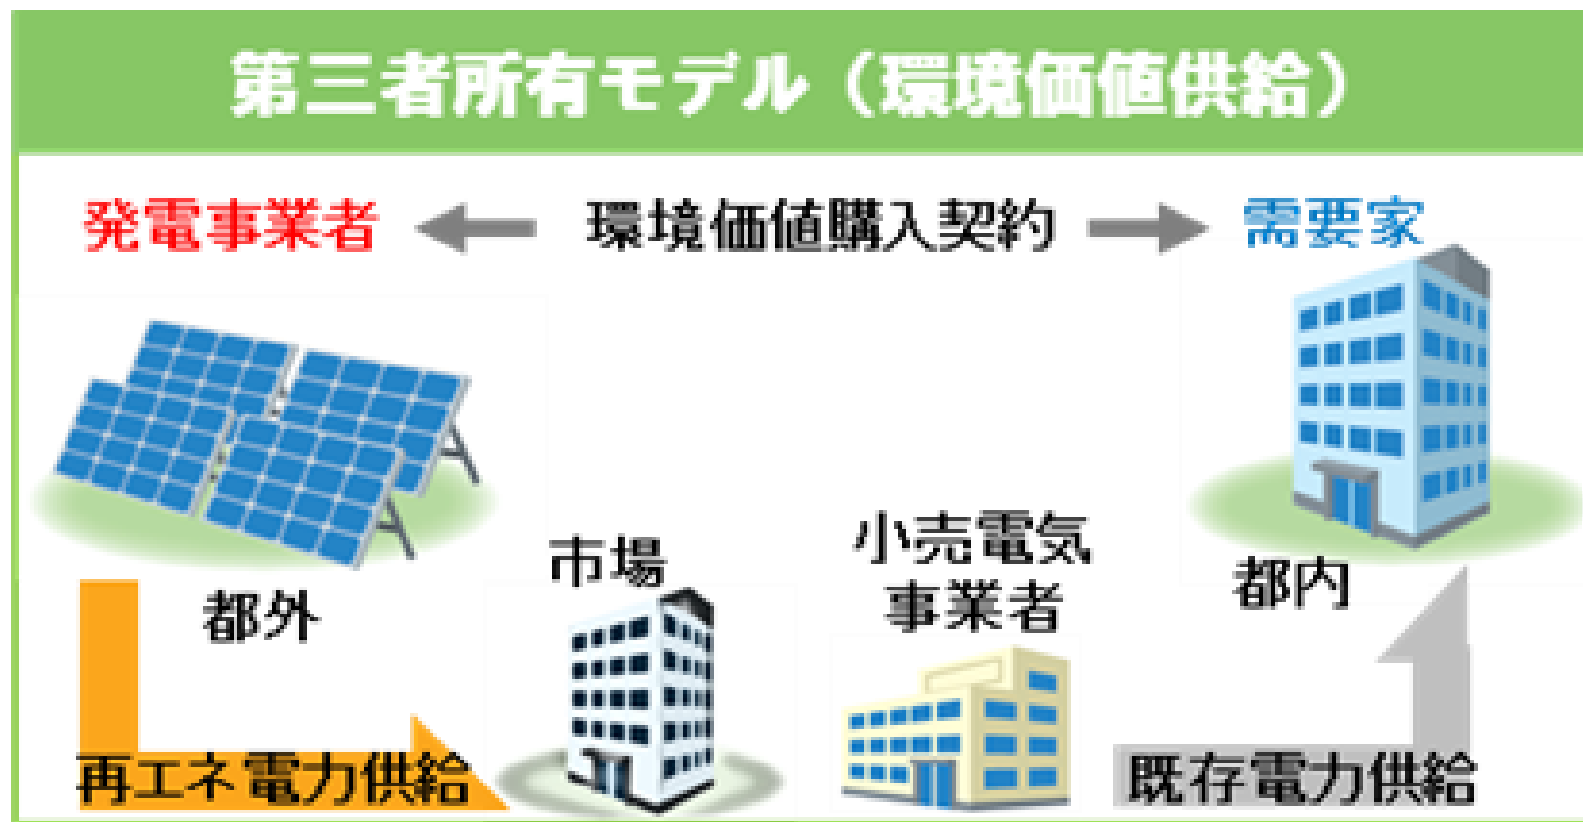 第三者所有モデル（環境価値供給）
発電事業者
環境価値購入契約
需要家
都外
市場
小売電気
事業者
都内
再エネ電力供給
既存電力供給